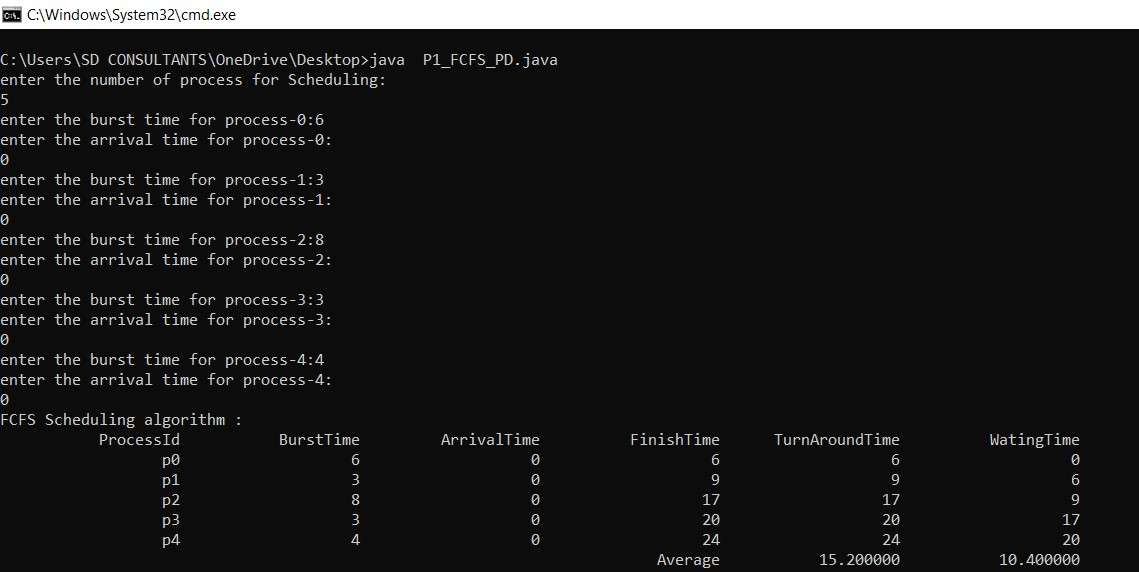 C:\Windows\System32\cmd.exe
C:\Users\SD CONSULTANTS\OneDrive\Desktop>java  P1_FCFS_PD.java
enter the number of process for Scheduling:
5
enter the burst time for process-0:6
enter the arrival time for process-0:
0
enter the burst time for process-1:3
enter the arrival time for process-1:
0
enter the burst time for process-2:8
enter the arrival time for process-2:
0
enter the burst time for process-3:3
enter the arrival time for process-3:
0
enter the burst time for process-4:4
enter the arrival time for process-4:
0
FCFS Scheduling algorithm :
ProcessId BurstTime ArrivalTime FinishTime TurnAroundTime WatingTime
p0 6 0 6 6 0
p1 3 0 9 9 6
p2 8 0 17 17 9
p3 3 0 20 20 17
p4 4 0 24 24 20
Average 15.200000 10.400000